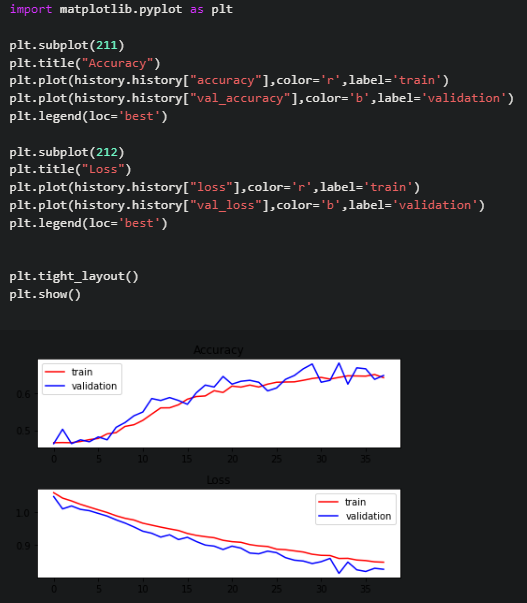 import matplotlib.pyplot as plt
plt.subplot(211)
plt.title("Accuracy")
plt.plot(history.history["accuracy"],color='r',label='train')
plt.plot(history.history["val_accuracy"],color='b',label='validation')
plt.legend(loc='best')
plt.subplot(212)
plt.title("Loss")
plt.plot(history.history["loss"],color='r',label='train')
plt.plot(history.history["val_loss"],color='b',label='validation')
plt.legend(loc='best')
plt.tight_layout()
plt.show()
Accuracy
train
validation
0.6
0.5
0 5 10 15 20 25 30 35
Loss
train
validation
1.0
0.9
0 5 10 15 20 25 30 35